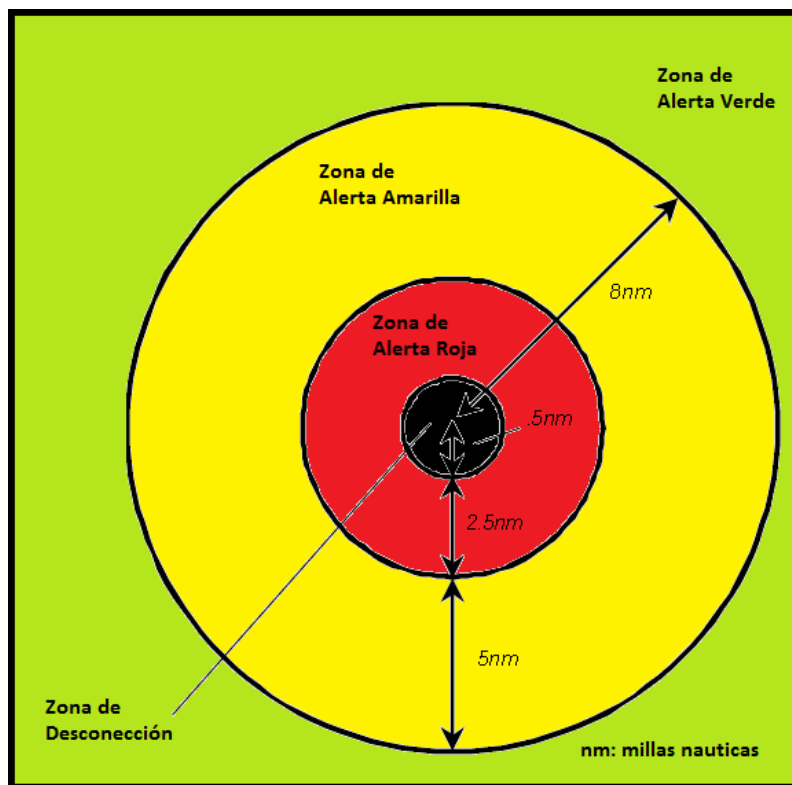 Zona de
Alerta Verde
Zona de
Alerta Amarilla
8nm
Zona de
Alerta Roja
.5nm
2.5nm
5nm
Zona de
Desconección
nm: millas nauticas